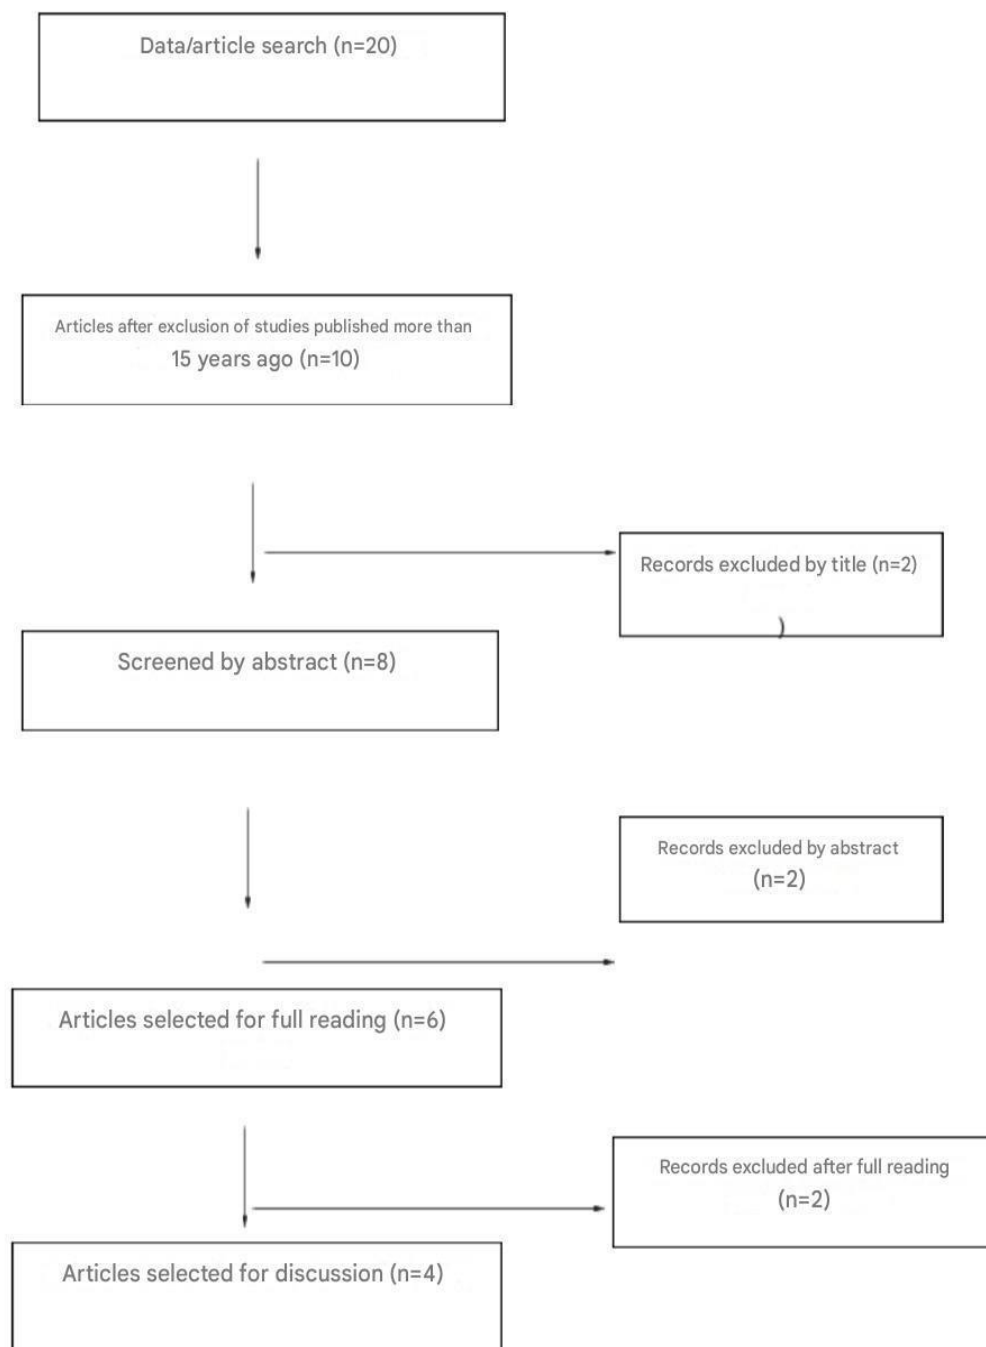 Data/article search (n=20)
Articles after exclusion of studies published more than
15 years ago (n=10)
Records excluded by title (n=2)
)
Screened by abstract (n=8)
Records excluded by abstract
(n=2)
Articles selected for full reading (n=6)
Records excluded after full reading
(n=2)
Articles selected for discussion (n=4)